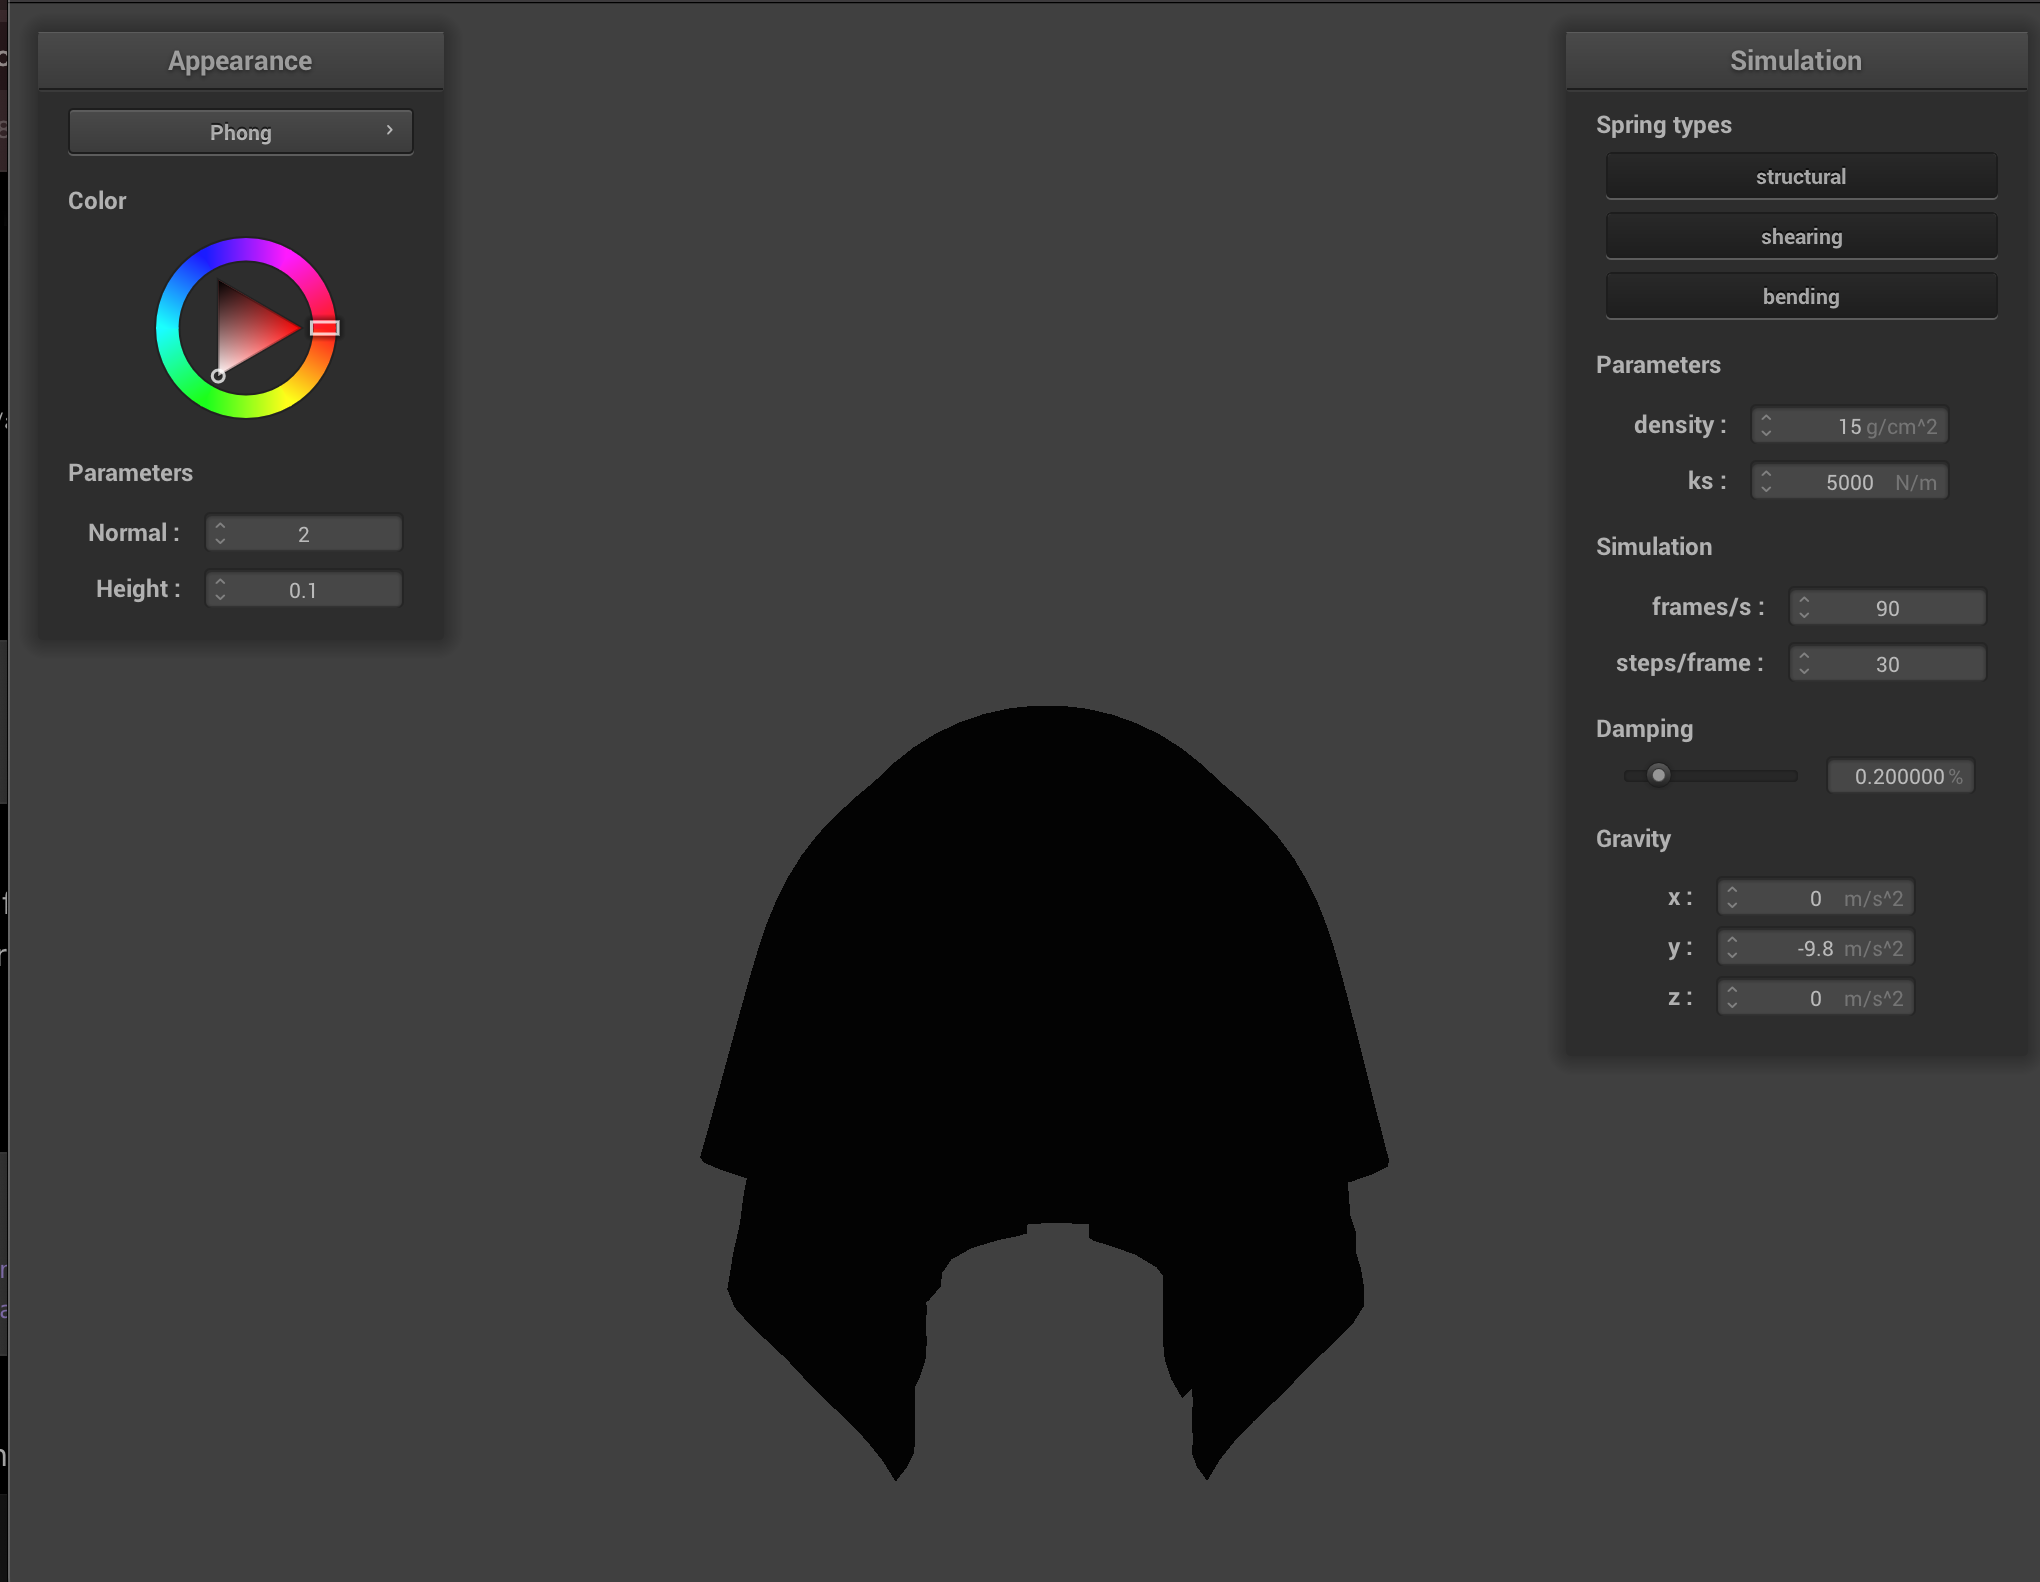 Appearance
Phong
Color
Parameters
Normal : 2
Height : 0.1
Simulation
Spring types
structural
shearing
bending
Parameters
density : 15 g/cm^2
ks : 5000 N/m
Simulation
frames/s : 90
steps/frame : 30
Damping
0.200000 %
Gravity
x : 0 m/s^2
y : -9.8 m/s^2
z : 0 m/s^2